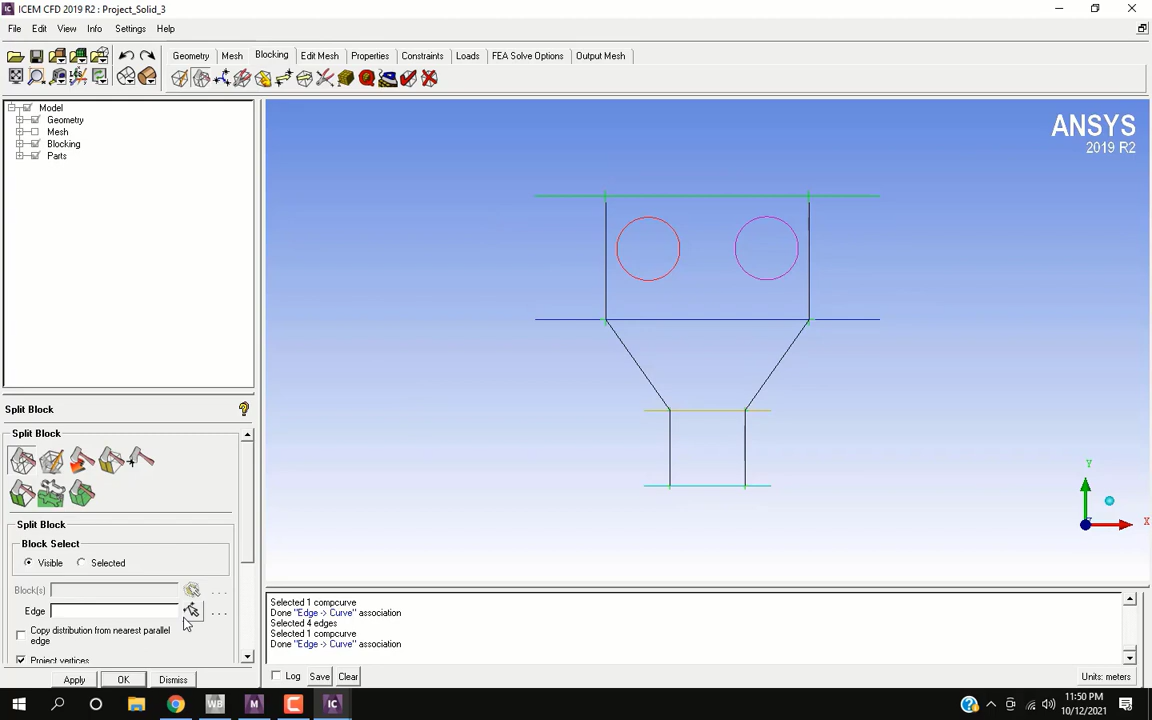 ICEM CFD 2019 R2 : Project_Solid_3
File Edit View Info Settings Help
Geometry Mesh Blocking Edit Mesh Properties Constraints Loads FEA Solve Options Output Mesh
Model
Geometry
Mesh
Blocking
Parts
ANSYS
2019 R2
Y
X
Split Block
Split Block
Split Block
Block Select
Visible Selected
Block(s)
Edge
Copy distribution from nearest parallel
edge
Project vertices
Apply OK Dismiss
Selected 1 compcurve
Done "Edge -> Curve" association
Selected 4 edges
Selected 1 compcurve
Done "Edge -> Curve" association
Log Save Clear
Units: meters
WB M C IC
11:50 PM
10/12/2021